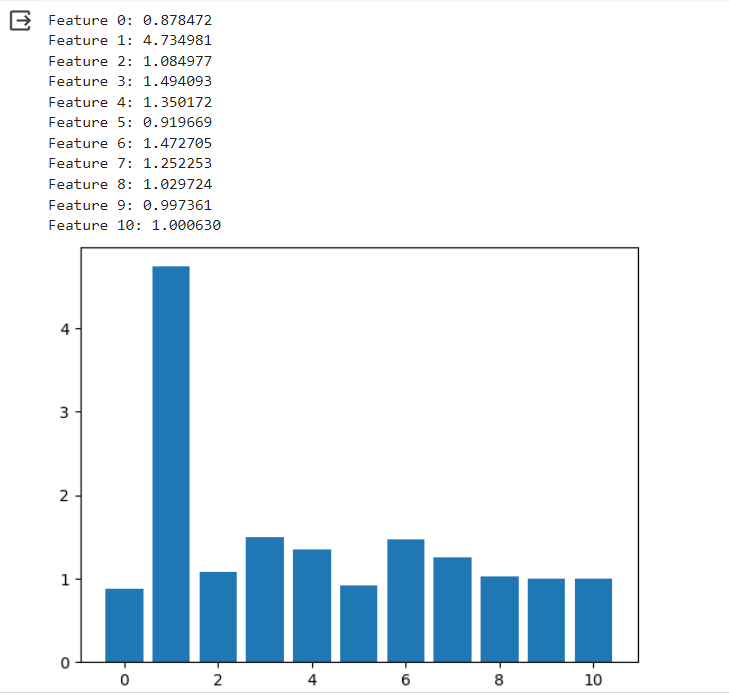 Feature 0: 0.878472
Feature 1: 4.734981
Feature 2: 1.084977
Feature 3: 1.494093
Feature 4: 1.350172
Feature 5: 0.919669
Feature 6: 1.472705
Feature 7: 1.252253
Feature 8: 1.029724
Feature 9: 0.997361
Feature 10: 1.000630
4
3
2
1
0
0 2 4 6 8 10